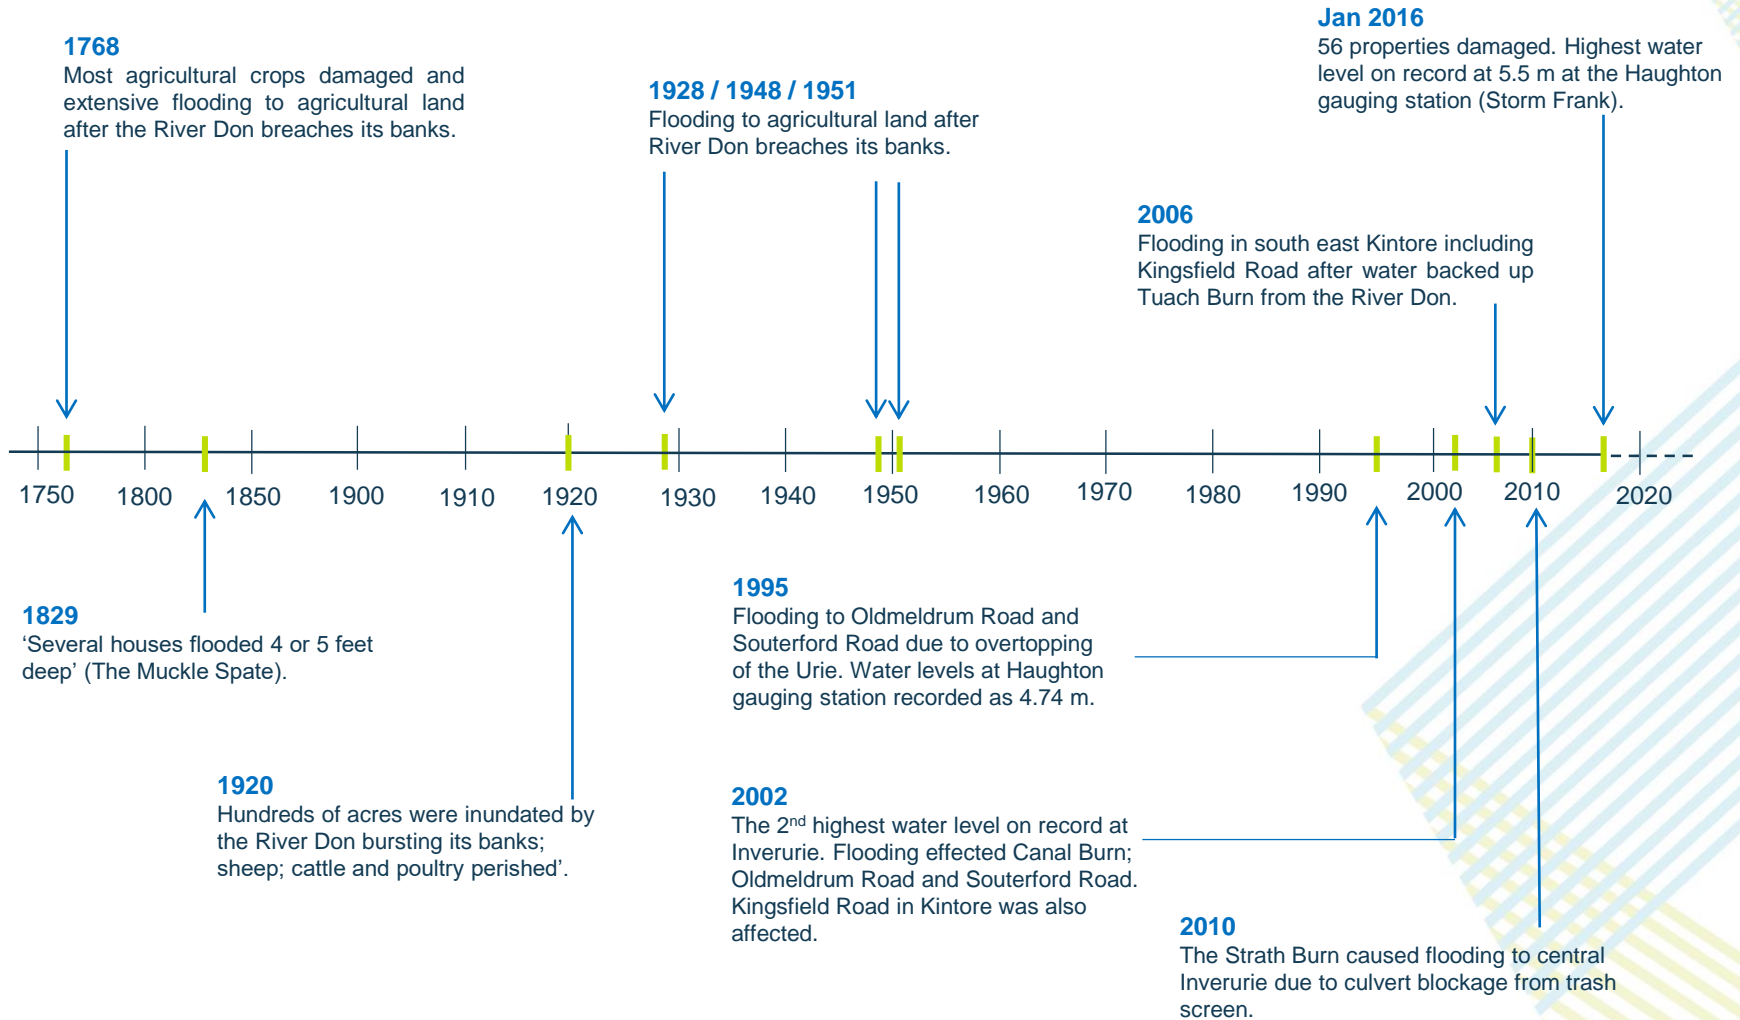 Jan 2016
56 properties damaged. Highest water
level on record at 5.5 m at the Haughton
gauging station (Storm Frank).
1768
Most agricultural crops damaged and
extensive flooding to agricultural land
after the River Don breaches its banks.
1928 / 1948 / 1951
Flooding to agricultural land after
River Don breaches its banks.
2006
Flooding in south east Kintore including
Kingsfield Road after water backed up
Tuach Burn from the River Don.
1750 1800 1850 1900 1910 1920 1930 1940 1950 1960 1970 1980 1990 2000 2010 2020
1829
‘Several houses flooded 4 or 5 feet
deep’ (The Muckle Spate).
1995
Flooding to Oldmeldrum Road and
Souterford Road due to overtopping
of the Urie. Water levels at Haughton
gauging station recorded as 4.74 m.
1920
Hundreds of acres were inundated by
the River Don bursting its banks;
sheep; cattle and poultry perished’.
2002
The 2nd highest water level on record at
Inverurie. Flooding effected Canal Burn;
Oldmeldrum Road and Souterford Road.
Kingsfield Road in Kintore was also
affected.
2010
The Strath Burn caused flooding to central
Inverurie due to culvert blockage from trash
screen.